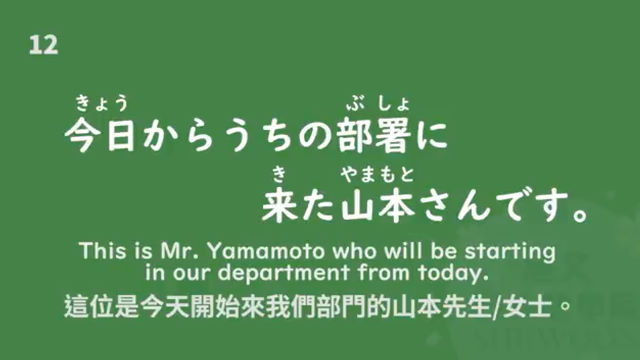 12
きょう ぶ しょ
今日からうちの部署に
き やまもと
来た山本さんです。
This is Mr. Yamamoto who will be starting
in our department from today.
這位是今天開始來我們部門的山本先生/女士。